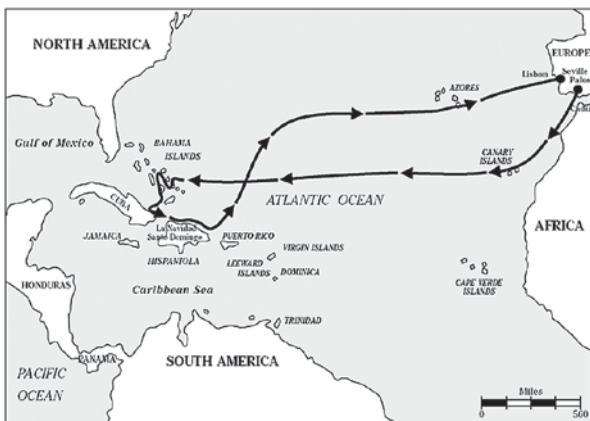 NORTH AMERICA
EUROPE
Lisbon
Seville
Palos
AZORES
Gulf of Mexico
BAHAMA
ISLANDS
CANARY
ISLANDS
ATLANTIC OCEAN
CUBA
La Navidad
Santo Domingo
JAMAICA
PUERTO RICO
AFRICA
HISPANIOLA
VIRGIN ISLANDS
LEEWARD
ISLANDS
DOMINICA
HONDURAS
Caribbean Sea
CAPE VERDE
ISLANDS
TRINIDAD
PANAMA
SOUTH AMERICA
PACIFIC
OCEAN
Miles
0
500